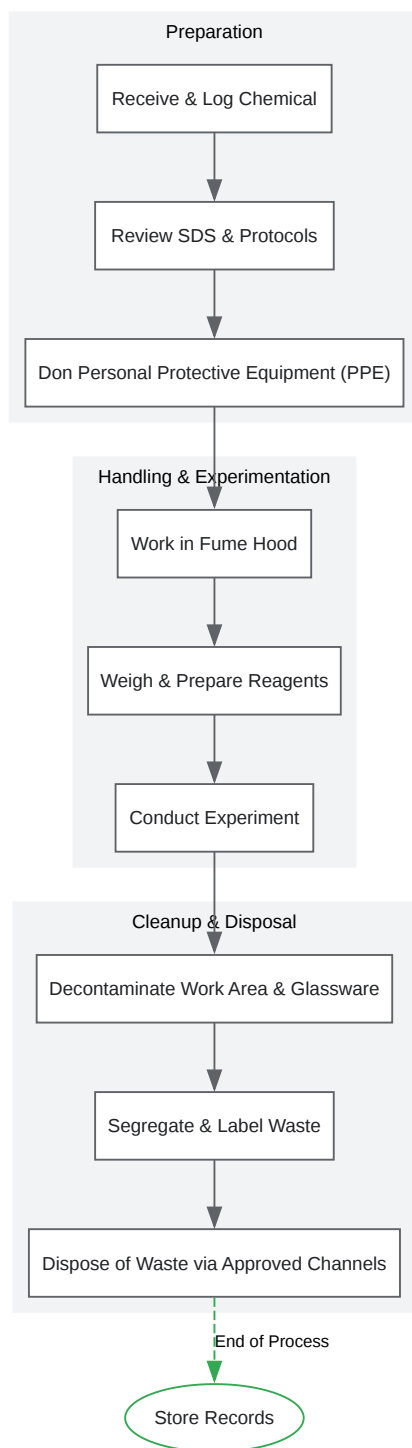 Preparation
Receive & Log Chemical
Review SDS & Protocols
Don Personal Protective Equipment (PPE)
Handling & Experimentation
Work in Fume Hood
Weigh & Prepare Reagents
Conduct Experiment
Cleanup & Disposal
Decontaminate Work Area & Glassware
Segregate & Label Waste
Dispose of Waste via Approved Channels
End of Process
Store Records